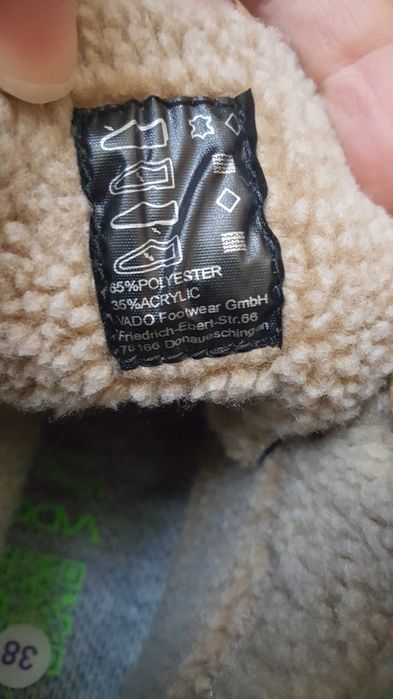 65%POLYESTER
35%ACRYLIC
VADO Footwear GmbH
Friedrich-Ebert-Str.66
78166 Donaueschingen
38